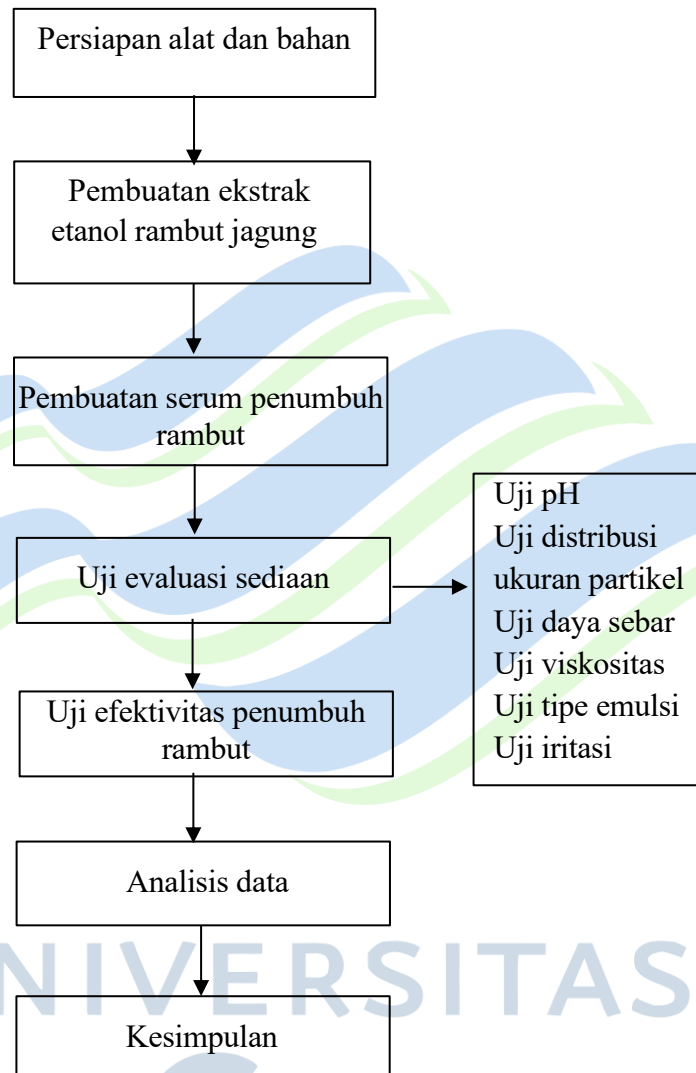 Persiapan alat dan bahan
Pembuatan ekstrak
etanol rambut jagung
Pembuatan serum penumbuh
rambut
Uji evaluasi sediaan
Uji pH
Uji distribusi
ukuran partikel
Uji daya sebar
Uji viskositas
Uji tipe emulsi
Uji iritasi
Uji efektivitas penumbuh
rambut
Analisis data
NIVERSITAS
Kesimpulan